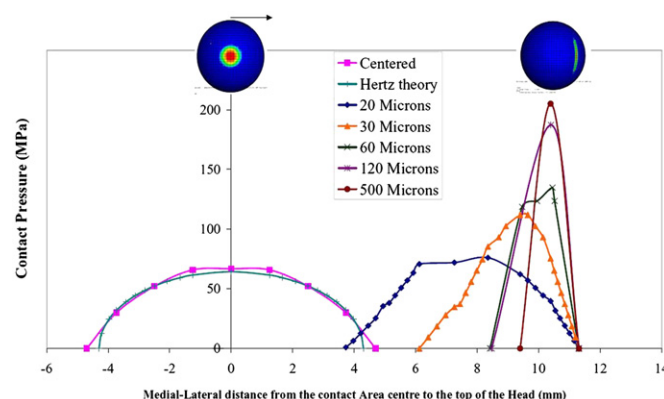 Centered
Hertz theory
20 Microns
30 Microns
60 Microns
120 Microns
500 Microns
Contact Pressure (MPa)
200
150
100
50
0
-6
-4
-2
0
2
4
6
8
10
12
14
Medial-Lateral distance from the contact Area centre to the top of the Head (mm)